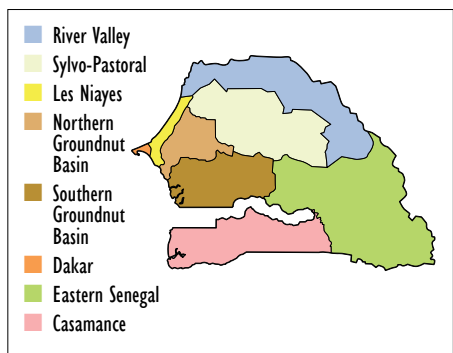 River Valley
Sylvo-Pastoral
Les Niayes
Northern
Groundnut
Basin
Southern
Groundnut
Basin
Dakar
Eastern Senegal
Casamance